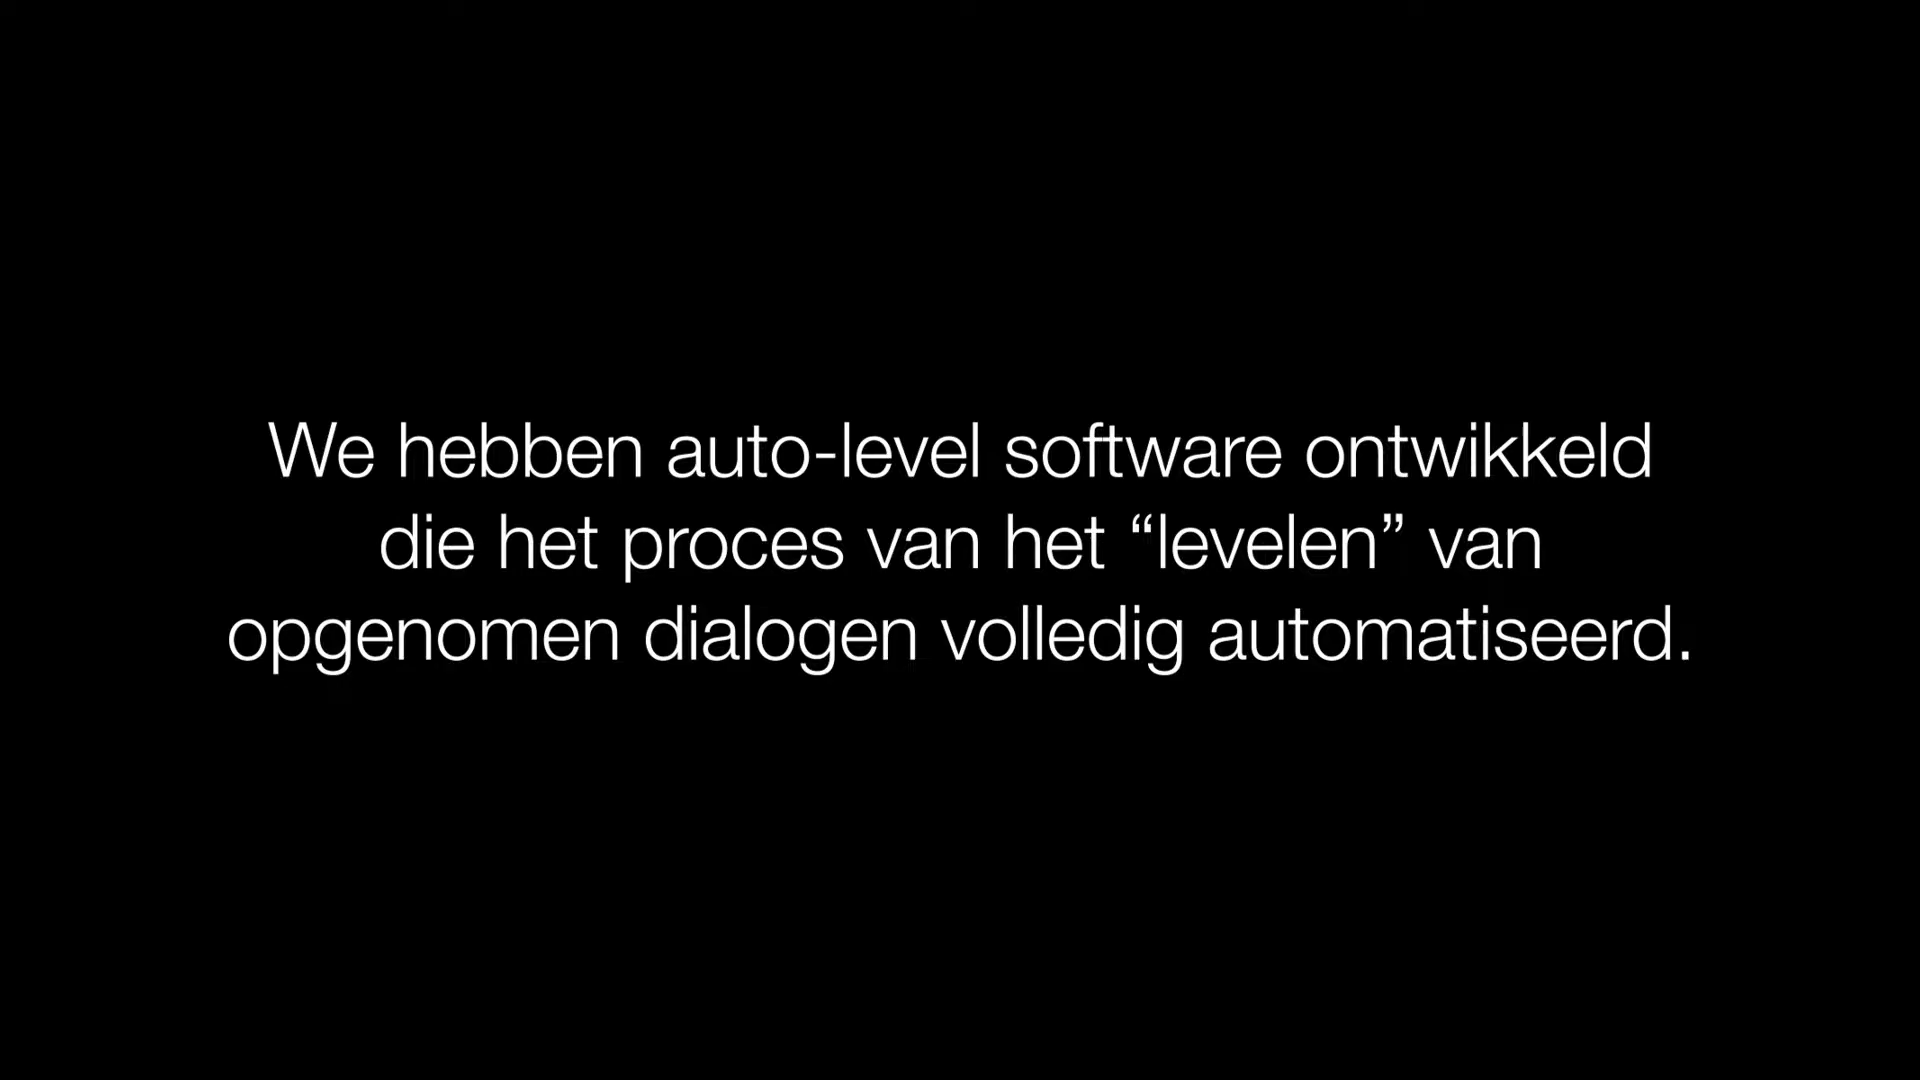 We hebben auto-level software ontwikkeld
die het proces van het “levelen” van
opgenomen dialogen volledig automatiseerd.